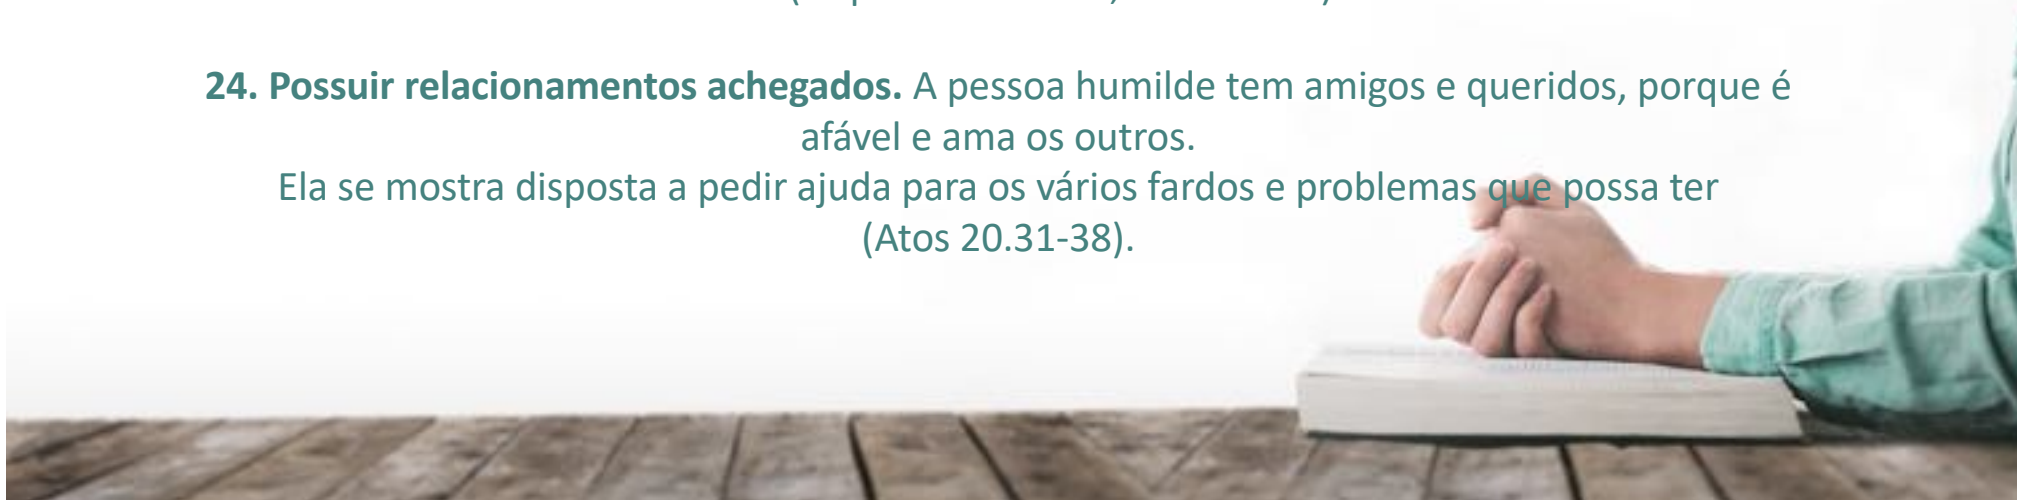 24. Possuir relacionamentos achegados. A pessoa humilde tem amigos e queridos, porque é
afável e ama os outros.
Ela se mostra disposta a pedir ajuda para os vários fardos e problemas que possa ter
(Atos 20.31-38).